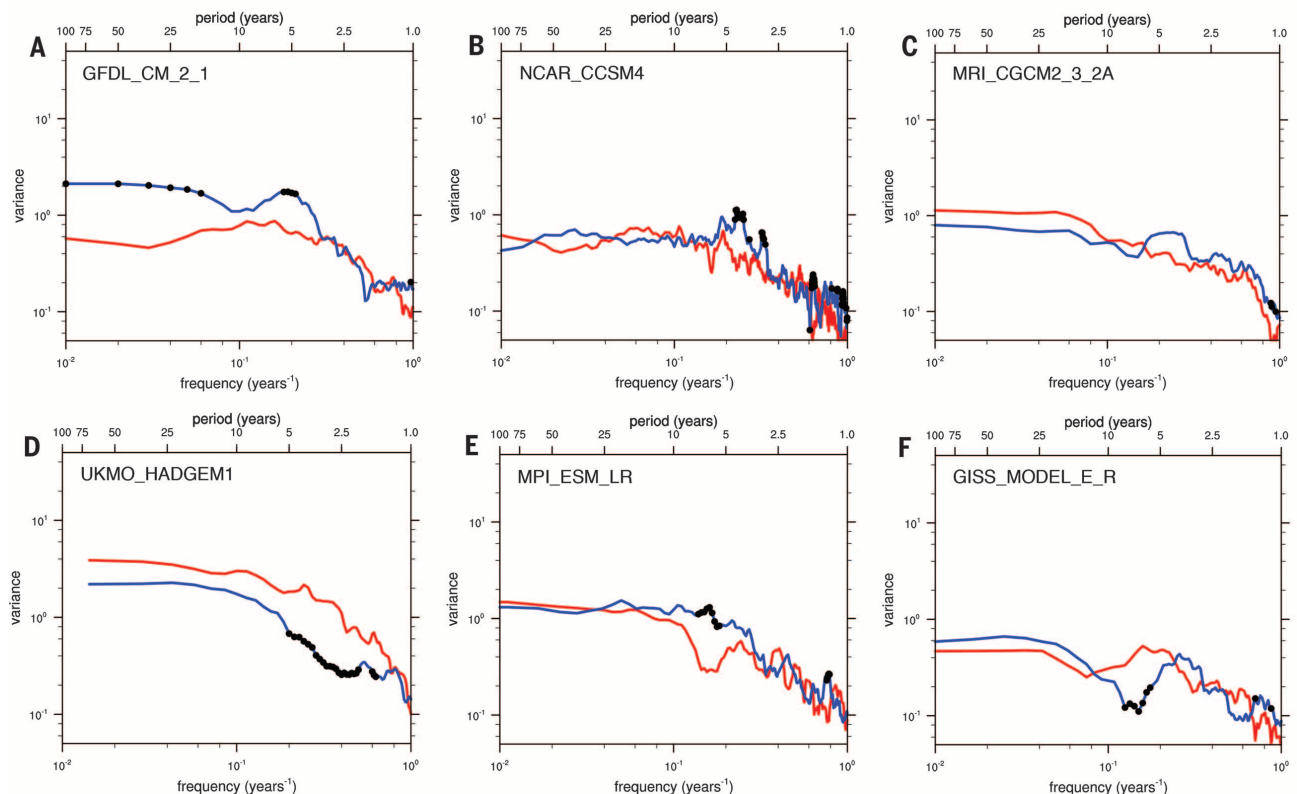 A
period (years)
100 75 50 25 10 5 2.5 1.0
GFDL_CM_2_1
variance
10¹
10⁰
10⁻¹
10⁻² 10⁻¹ 10⁰
frequency (years⁻¹)
B
period (years)
100 75 50 25 10 5 2.5 1.0
NCAR_CCSM4
variance
10¹
10⁰
10⁻¹
10⁻² 10⁻¹ 10⁰
frequency (years⁻¹)
C
period (years)
100 75 50 25 10 5 2.5 1.0
MRI_CGCM2_3_2A
variance
10¹
10⁰
10⁻¹
10⁻² 10⁻¹ 10⁰
frequency (years⁻¹)
D
period (years)
100 75 50 25 10 5 2.5 1.0
UKMO_HADGEM1
variance
10¹
10⁰
10⁻¹
10⁻² 10⁻¹ 10⁰
frequency (years⁻¹)
E
period (years)
100 75 50 25 10 5 2.5 1.0
MPI_ESM_LR
variance
10¹
10⁰
10⁻¹
10⁻² 10⁻¹ 10⁰
frequency (years⁻¹)
F
period (years)
100 75 50 25 10 5 2.5 1.0
GISS_MODEL_E_R
variance
10¹
10⁰
10⁻¹
10⁻² 10⁻¹ 10⁰
frequency (years⁻¹)